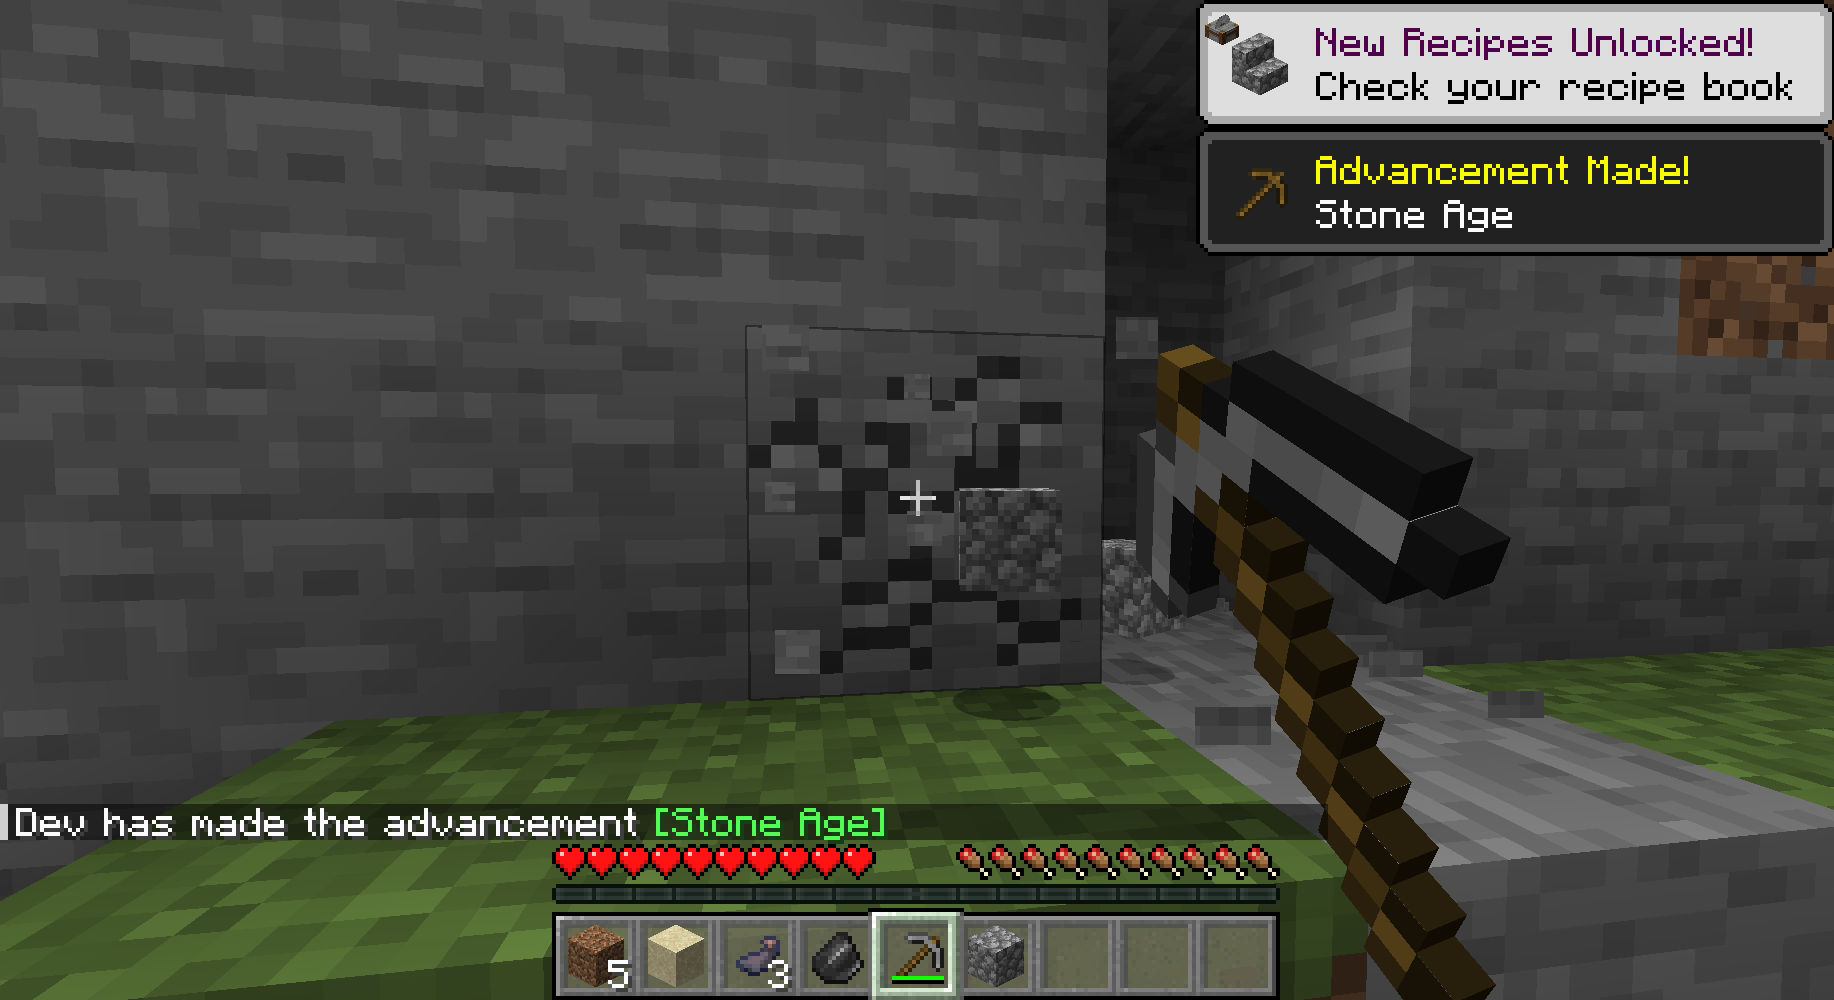 New Recipes Unlocked!
Check your recipe book
Advancement Made!
Stone Age
Dev has made the advancement [Stone Age]
5
3